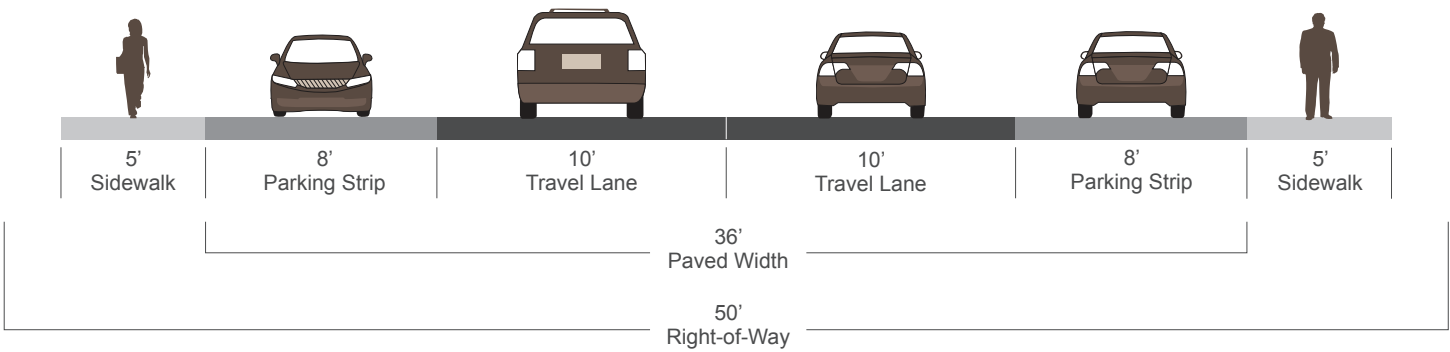 5’
Sidewalk
8’
Parking Strip
10’
Travel Lane
10’
Travel Lane
8’
Parking Strip
5’
Sidewalk
36’
Paved Width
50’
Right-of-Way